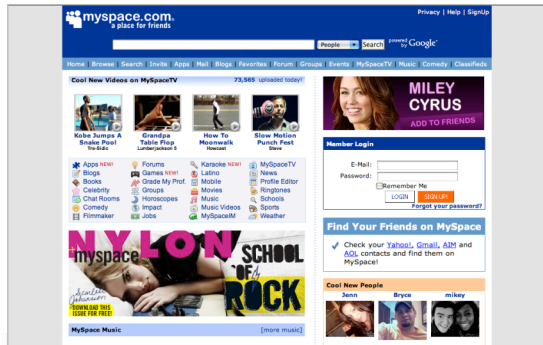 myspace.com
a place for friends
Privacy | Help | SignUp
People
Search
powered by Google
Home | Browse | Search | Invite | Apps | Mail | Blogs | Favorites | Forum | Groups | Events | MySpaceTV | Music | Comedy | Classifieds
Cool New Videos on MySpaceTV
73,565 uploaded today!
Kobe Jumps A Snake Pool
Tra-Sidic
Grandpa Table Flop
Lumberjackson 5
How To Moonwalk
Howcast
Slow Motion Punch Fest
Steve
Apps NEW!
Blogs
Books
Celebrity
Chat Rooms
Comedy
Filmmaker
Forums
Games NEW!
Grade My Prof.
Groups
Horoscopes
Impact
Jobs
Karaoke NEW!
Latino
Mobile
Movies
Music
Music Videos
MySpaceIM
MySpaceTV
News
Profile Editor
Ringtones
Schools
Sports
Weather
NYLON
myspace
SCHOOL
OF
ROCK
Scarlett
Johansson
DOWNLOAD THIS
ISSUE FOR FREE!
MySpace Music
[more music]
MILEY
CYRUS
ADD TO FRIENDS
Member Login
E-Mail:
Password:
Remember Me
LOGIN
SIGN UP!
Forgot your password?
Find Your Friends on MySpace
Check your Yahoo!, Gmail, AIM and
AOL contacts and find them on
MySpace!
Cool New People
Jenn
Bryce
mikey